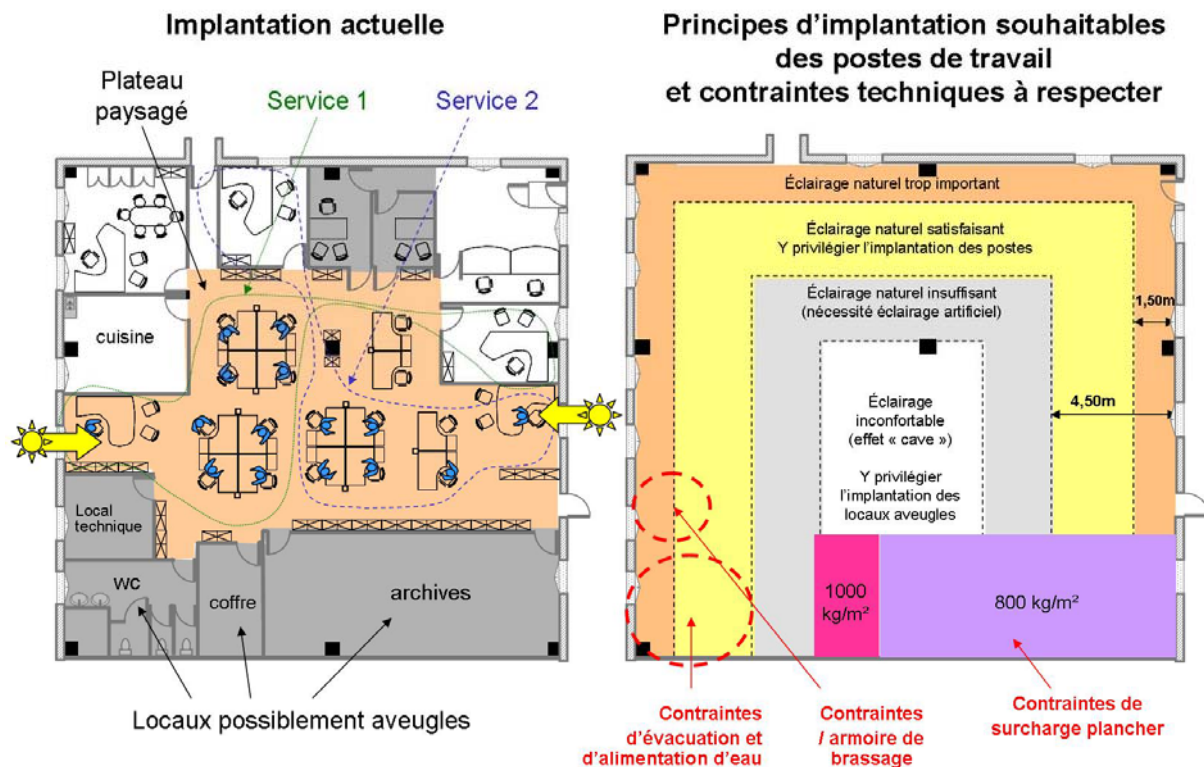 Implantation actuelle
Plateau
paysagé
Service 1
Service 2
cuisine
Local
technique
WC
coffre
archives
Locaux possiblement aveugles
Principes d’implantation souhaitables
des postes de travail
et contraintes techniques à respecter
Éclairage naturel trop important
Éclairage naturel satisfaisant
Y privilégier l’implantation des postes
Éclairage naturel insuffisant
(nécessité éclairage artificiel)
1,50m
4,50m
Éclairage
inconfortable
(effet « cave »)
Y privilégier
l’implantation des
locaux aveugles
1000
kg/m²
800 kg/m²
Contraintes
d’évacuation et
d’alimentation d’eau
Contraintes
/ armoire de
brassage
Contraintes de
surcharge plancher